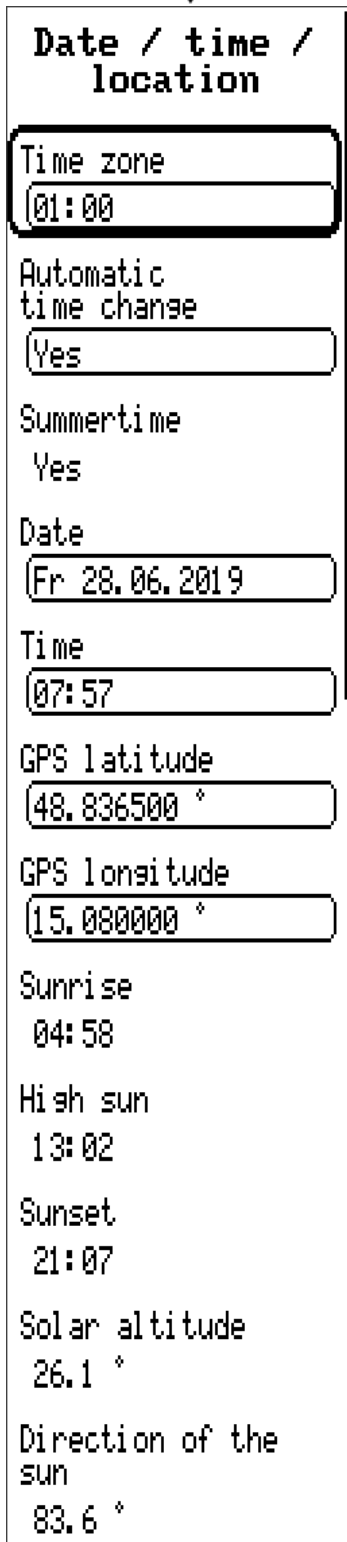 Date / time /
location
Time zone
01:00
Automatic
time change
Yes
Summertime
Yes
Date
Fr 28.06.2019
Time
07:57
GPS latitude
48.836500 °
GPS longitude
15.080000 °
Sunrise
04:58
High sun
13:02
Sunset
21:07
Solar altitude
26.1 °
Direction of the
sun
83.6 °